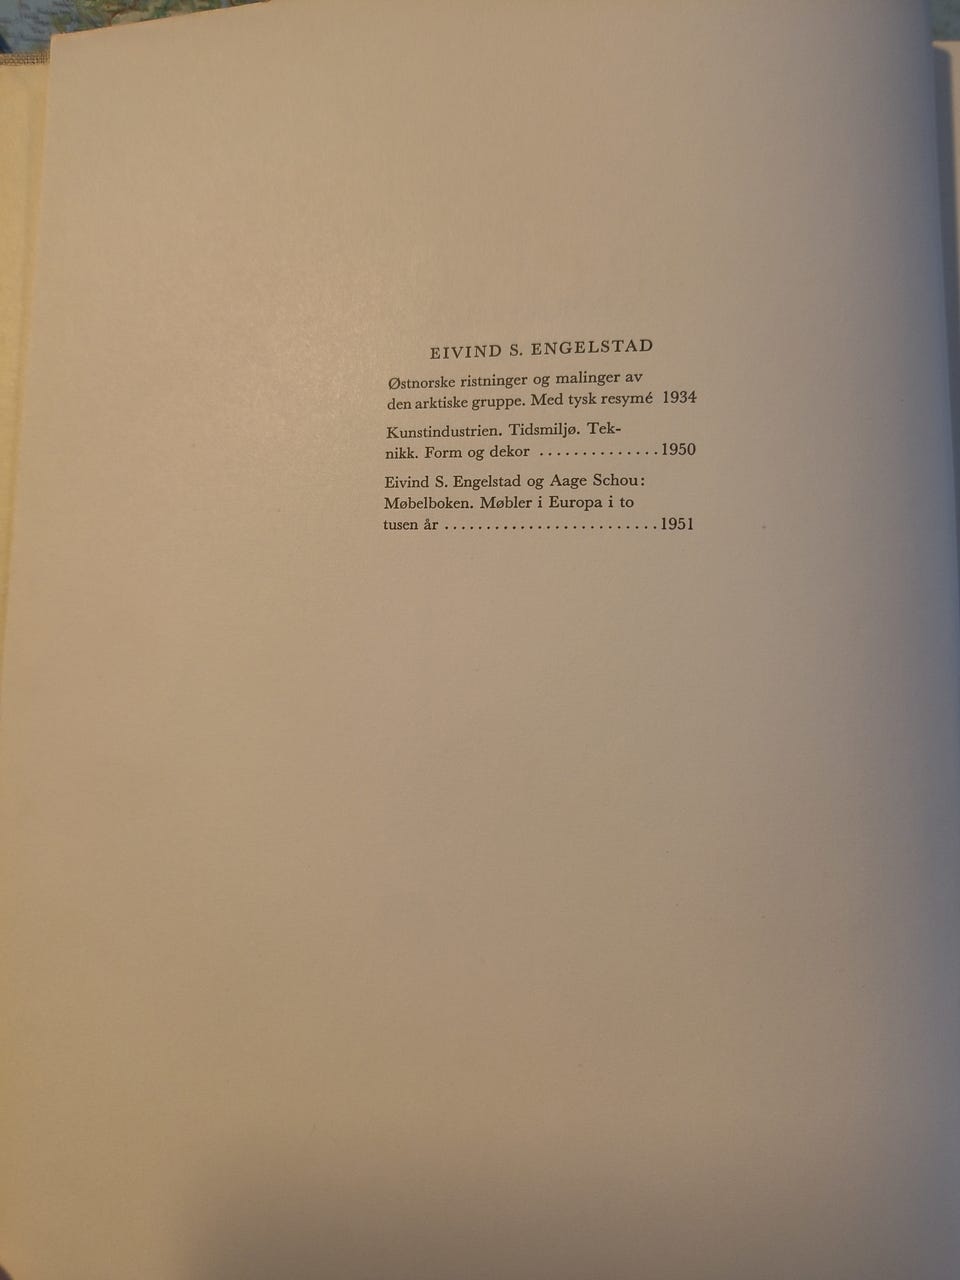 EIVIND S. ENGELSTAD
Østnorske ristninger og malinger av
den arktiske gruppe. Med tysk resymé 1934
Kunstindustrien. Tidsmiljø. Tek-
nikk. Form og dekor ..............1950
Eivind S. Engelstad og Aage Schou:
Møbelboken. Møbler i Europa i to
tusen år ..........................1951